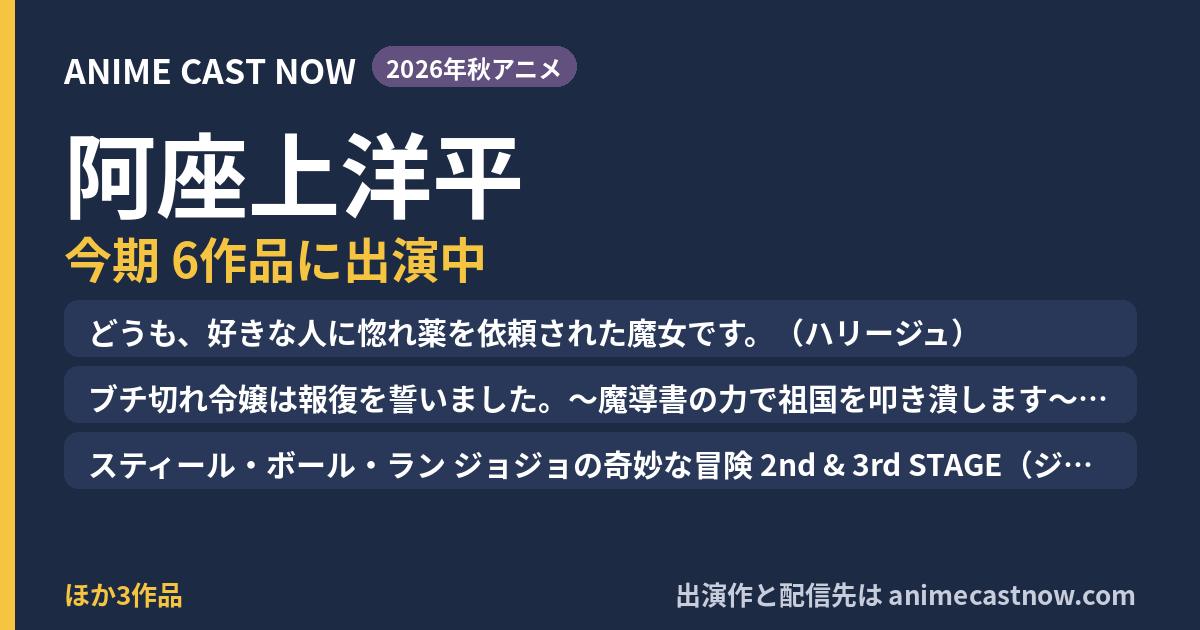 ANIME CAST NOW 2026年秋アニメ
阿座上洋平
今期 6作品に出演中
どうも、好きな人に惚れ薬を依頼された魔女です。（ハリージュ）
ブチ切れ令嬢は報復を誓いました。～魔導書の力で祖国を叩き潰します～…
スティール・ボール・ラン ジョジョの奇妙な冒険 2nd & 3rd STAGE（ジ…
ほか3作品
出演作と配信先は animecastnow.com